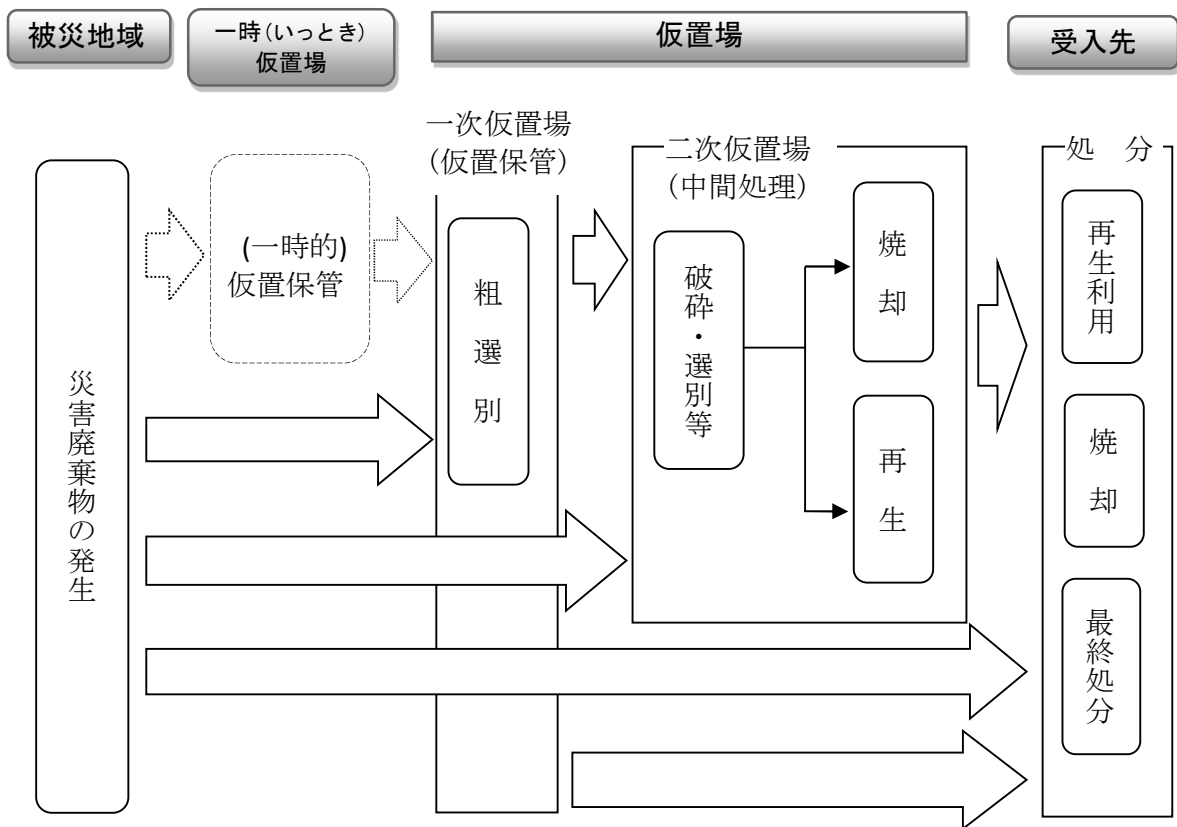 被災地域
一時(いっとき)
仮置場
仮置場
受入先
災害廃棄物の発生
(一時的)
仮置保管
一次仮置場
(仮置保管)
粗選別
二次仮置場
(中間処理)
破砕・選別等
焼却
再生
処分
再生利用
焼却
最終処分